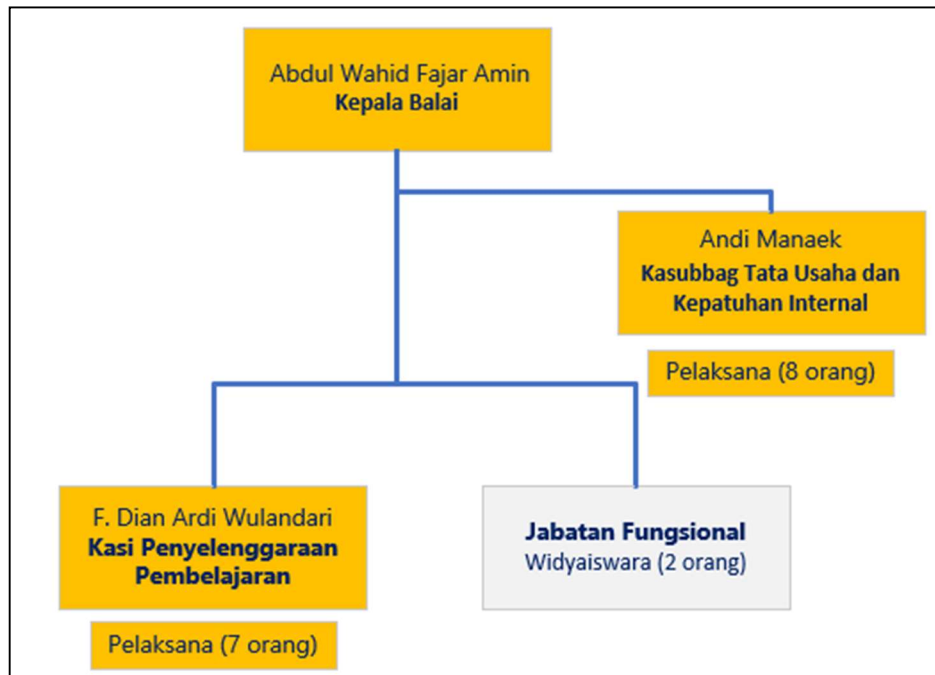 Abdul Wahid Fajar Amin
Kepala Balai
Andi Manaek
Kasubbag Tata Usaha dan
Kepatuhan Internal
Pelaksana (8 orang)
F. Dian Ardi Wulandari
Kasi Penyelenggaraan
Pembelajaran
Pelaksana (7 orang)
Jabatan Fungsional
Widyaiswara (2 orang)